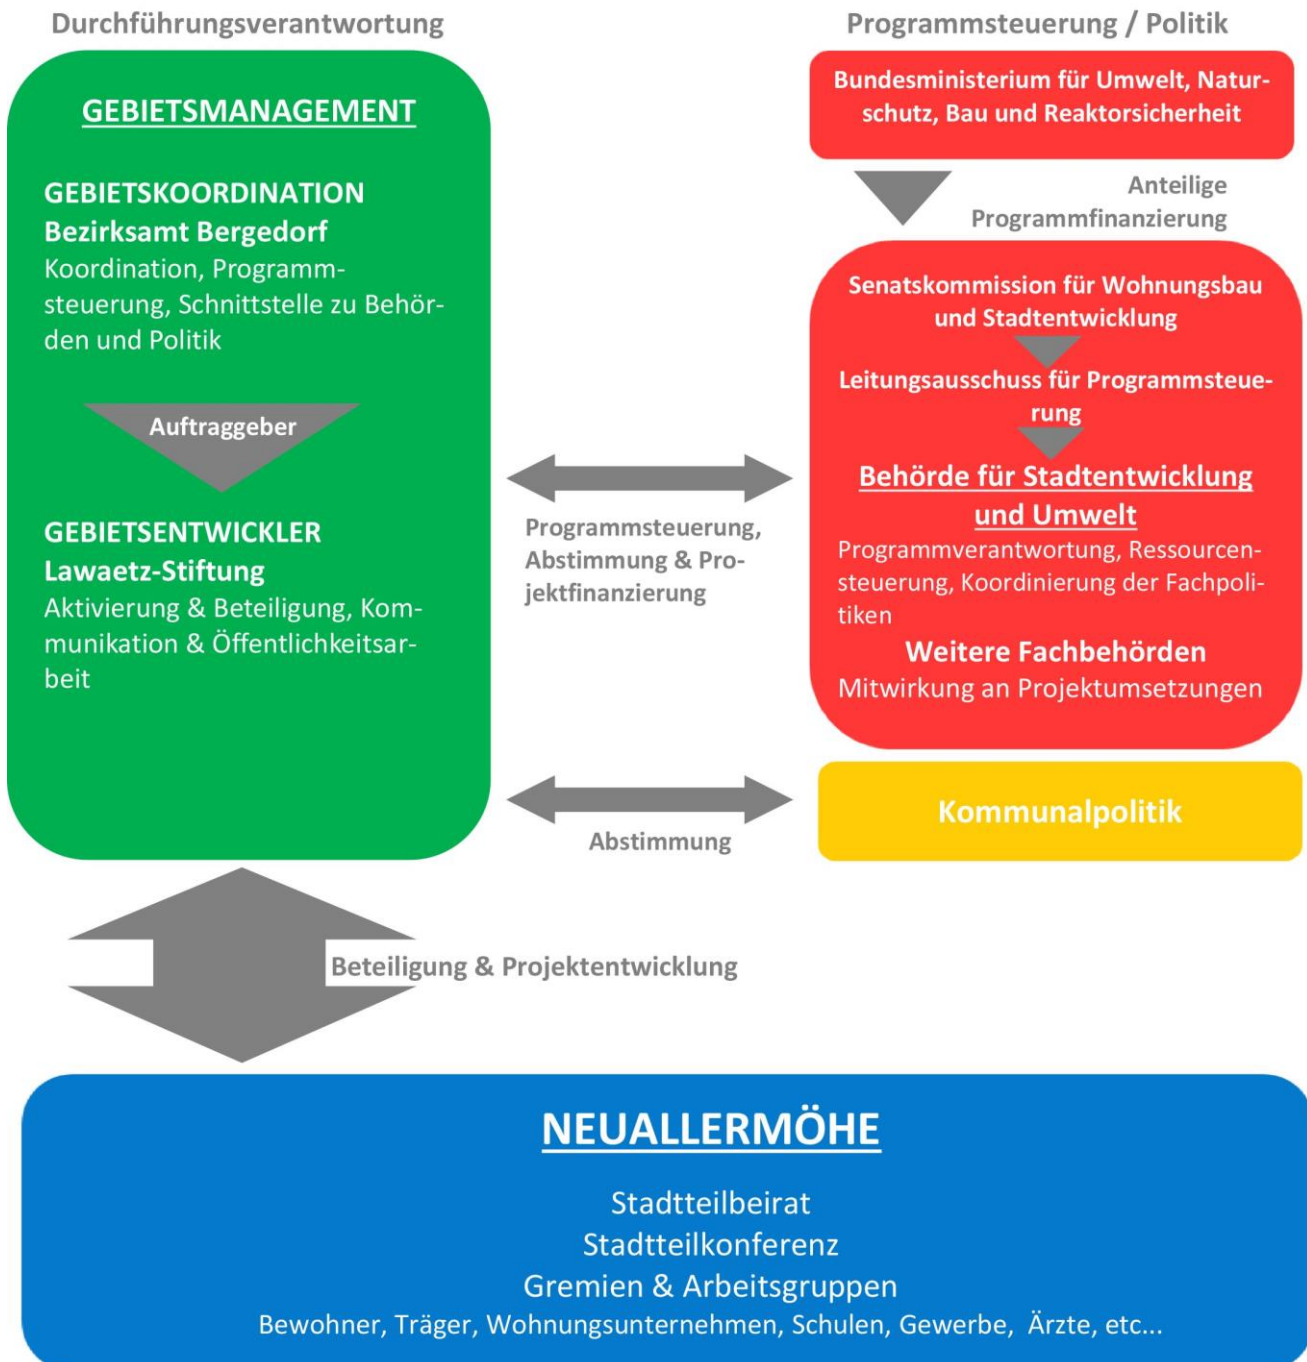 Durchführungsverantwortung
GEBIETSMANAGEMENT
GEBIETSKOORDINATION
Bezirksamt Bergedorf
Koordination, Programm-
steuerung, Schnittstelle zu Behör-
den und Politik
Auftraggeber
GEBIETSENTWICKLER
Lawaetz-Stiftung
Aktivierung & Beteiligung, Kom-
munikation & Öffentlichkeitsar-
beit
Programmsteuerung,
Abstimmung & Pro-
jektfinanzierung
Abstimmung
Programmsteuerung / Politik
Bundesministerium für Umwelt, Natur-
schutz, Bau und Reaktorsicherheit
Anteilige
Programmfinanzierung
Senatskommission für Wohnungsbau
und Stadtentwicklung
Leitungsausschuss für Programmsteue-
rung
Behörde für Stadtentwicklung
und Umwelt
Programmverantwortung, Ressourcen-
steuerung, Koordinierung der Fachpoli-
tiken
Weitere Fachbehörden
Mitwirkung an Projektumsetzungen
Kommunalpolitik
Beteiligung & Projektentwicklung
NEUALLERMÖHE
Stadtteilbeirat
Stadtteilkonferenz
Gremien & Arbeitsgruppen
Bewohner, Träger, Wohnungsunternehmen, Schulen, Gewerbe, Ärzte, etc...